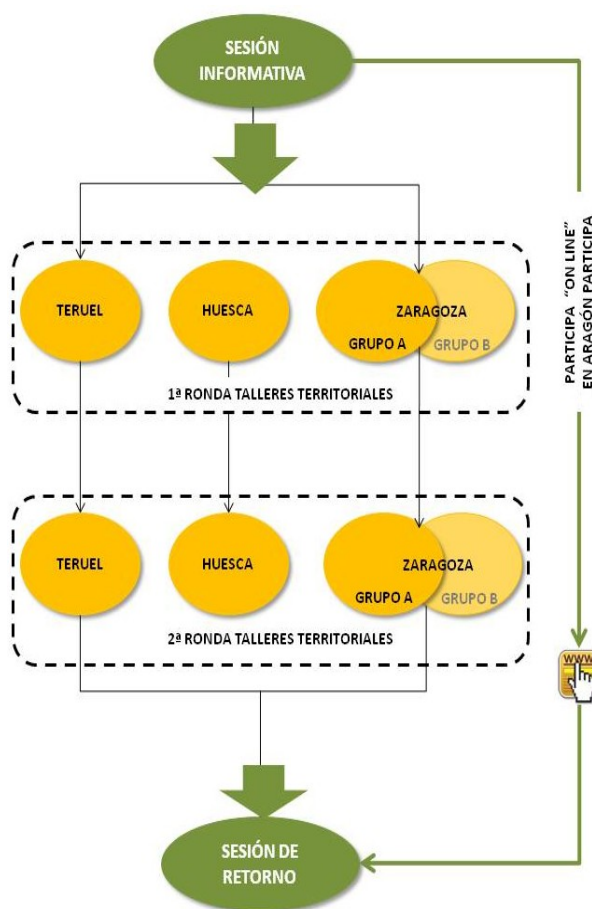 SESIÓN
INFORMATIVA
TERUEL
HUESCA
ZARAGOZA
GRUPO A
GRUPO B
1ª RONDA TALLERES TERRITORIALES
TERUEL
HUESCA
ZARAGOZA
GRUPO A
GRUPO B
2ª RONDA TALLERES TERRITORIALES
PARTICIPA "ON LINE"
EN ARAGÓN PARTICIPA
WWW
SESIÓN DE
RETORNO